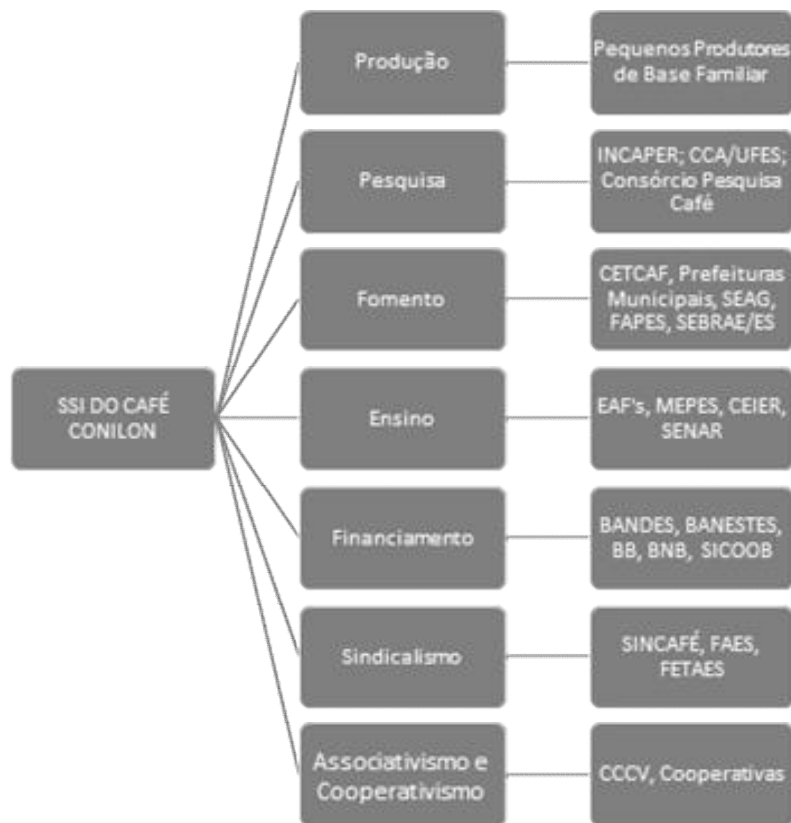 Produção
Pequenos Produtores
de Base Familiar
Pesquisa
INCAPER; CCA/UFES;
Consórcio Pesquisa
Café
Fomento
CETCAF, Prefeituras
Municipais, SEAG,
FAPES, SEBRAE/ES
SSI DO CAFÉ
CONILON
Ensino
EAF's, MEPES, CEIER,
SENAR
Financiamento
BANDES, BANESTES,
BB, BNB, SICOOB
Sindicalismo
SINCAFÉ, FAES,
FETAES
Associativismo e
Cooperativismo
CCCV, Cooperativas